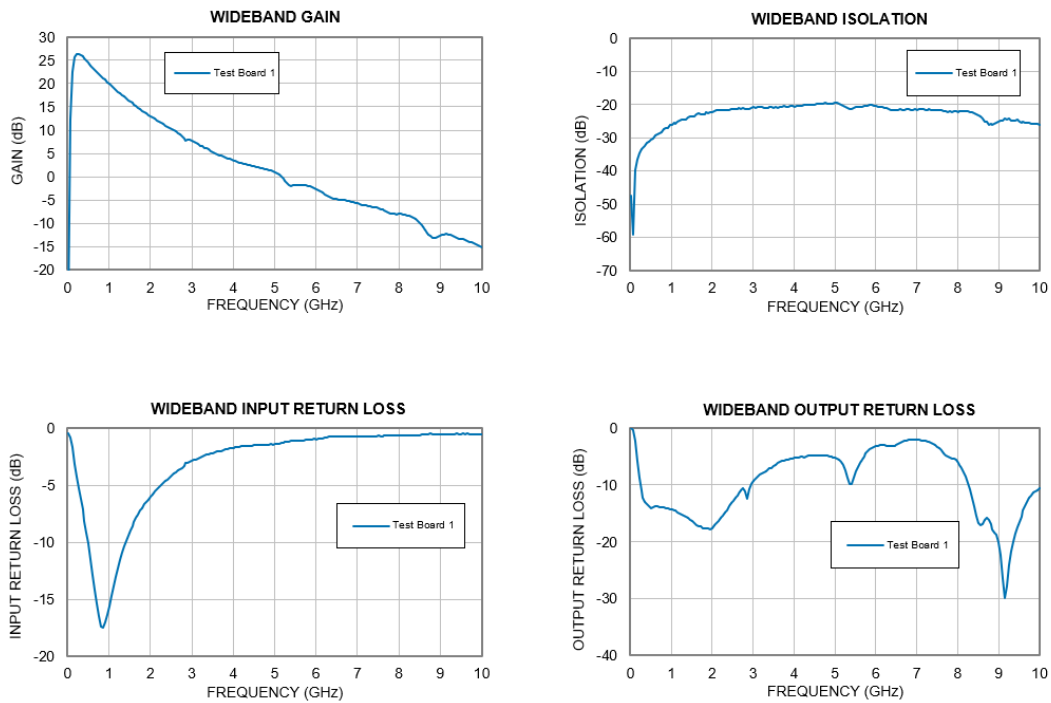 WIDEBAND GAIN
GAIN (dB)
30
25
20
15
10
5
0
-5
-10
-15
-20
Test Board 1
0 1 2 3 4 5 6 7 8 9 10
FREQUENCY (GHz)
WIDEBAND ISOLATION
ISOLATION (dB)
0
-10
-20
-30
-40
-50
-60
-70
Test Board 1
0 1 2 3 4 5 6 7 8 9 10
FREQUENCY (GHz)
WIDEBAND INPUT RETURN LOSS
INPUT RETURN LOSS (dB)
0
-5
-10
-15
-20
Test Board 1
0 1 2 3 4 5 6 7 8 9 10
FREQUENCY (GHz)
WIDEBAND OUTPUT RETURN LOSS
OUTPUT RETURN LOSS (dB)
0
-10
-20
-30
-40
Test Board 1
0 1 2 3 4 5 6 7 8 9 10
FREQUENCY (GHz)